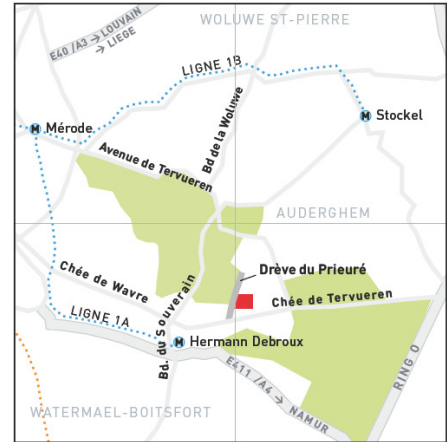 WOLUWE ST-PIERRE
E40 /A3 → LOUVAIN
→ LIEGE
LIGNE 1B
M Mérode
M
M Stockel
Bd de la Woluwe
Avenue de Tervueren
AUDERGHEM
Drève du Prieuré
Chée de Wavre
Chée de Tervueren
LIGNE 1A
Bd. du Souverain
M Hermann Debroux
E411 /A4 → NAMUR
RING O
WATERMAEL-BOITSFORT